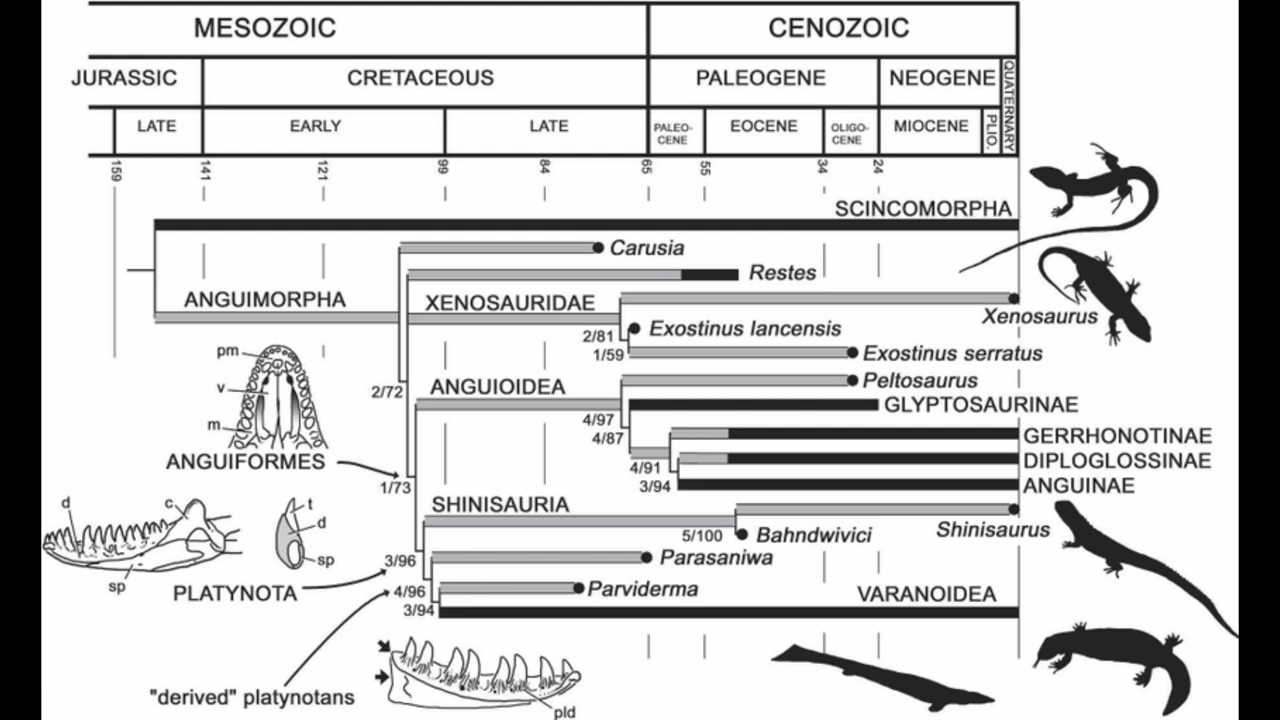 MESOZOIC CENOZOIC
JURASSIC CRETACEOUS PALEOGENE NEOGENE QUATERNARY
LATE EARLY LATE PALEO-CENE EOCENE OLIGO-CENE MIOCENE PLIO.
159 141 121 99 84 65 55 34 24
SCINCOMORPHA
Carusia
Restes
ANGUIMORPHA
XENOSAURIDAE
Xenosaurus
Exostinus lancensis
2/81
1/59
Exostinus serratus
pm
v
m
2/72
ANGUIOIDEA
Peltosaurus
GLYPTOSAURINAE
4/97
4/87
GERRHONOTINAE
4/91
DIPLOGLOSSINAE
3/94
ANGUINAE
ANGUIFORMES
1/73
SHINISAURIA
d
c
t
d
sp
sp
Shinisaurus
5/100
Bahndwivici
3/96
Parasaniwa
PLATYNOTA
4/96
Parviderma
3/94
VARANOIDEA
"derived" platynotans
pld